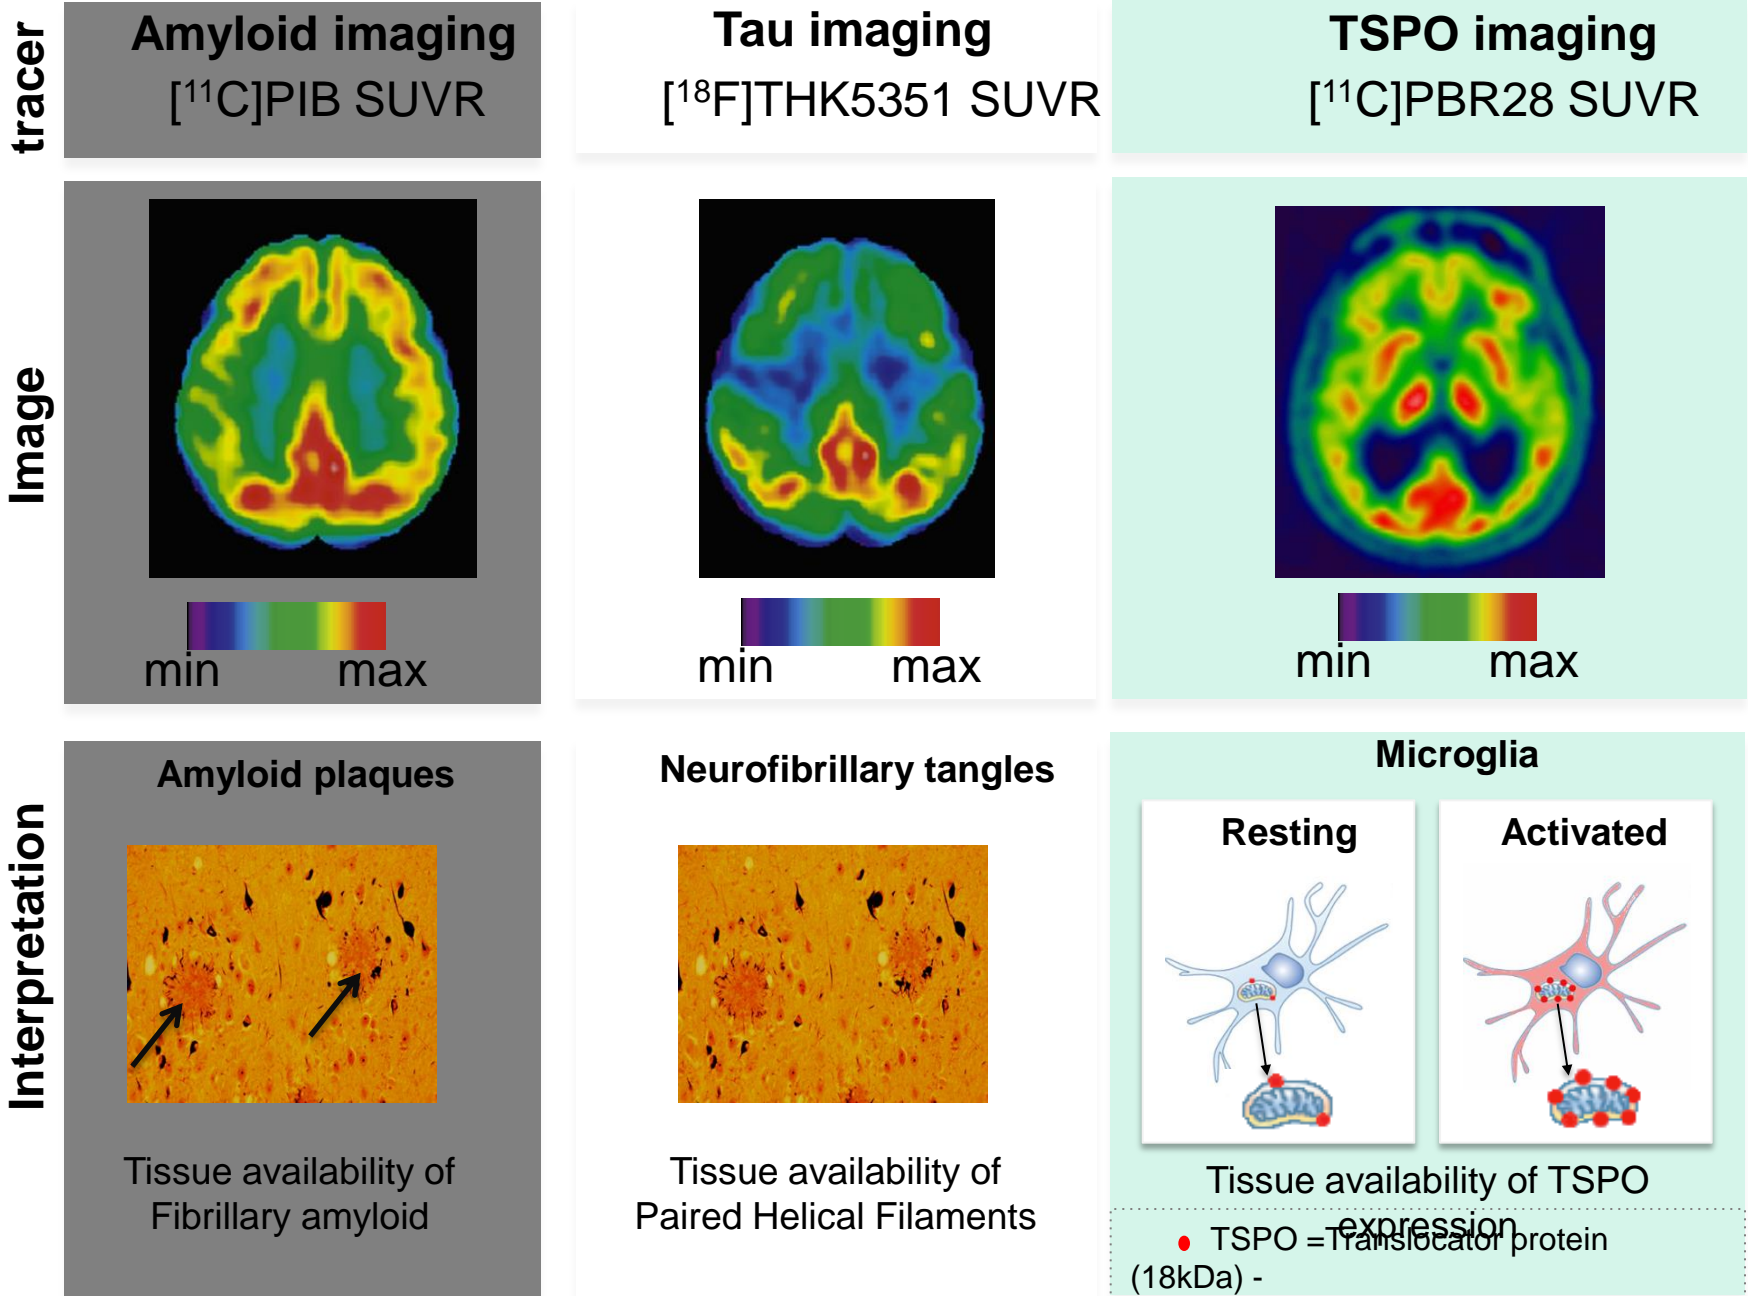 tracer
Amyloid imaging
[¹¹C]PIB SUVR
Tau imaging
[¹⁸F]THK5351 SUVR
TSPO imaging
[¹¹C]PBR28 SUVR
Image
min max
min max
min max
Interpretation
Amyloid plaques
Tissue availability of
Fibrillary amyloid
Neurofibrillary tangles
Tissue availability of
Paired Helical Filaments
Microglia
Resting
Activated
Tissue availability of TSPO
expression
TSPO =Translocator protein
(18kDa) -